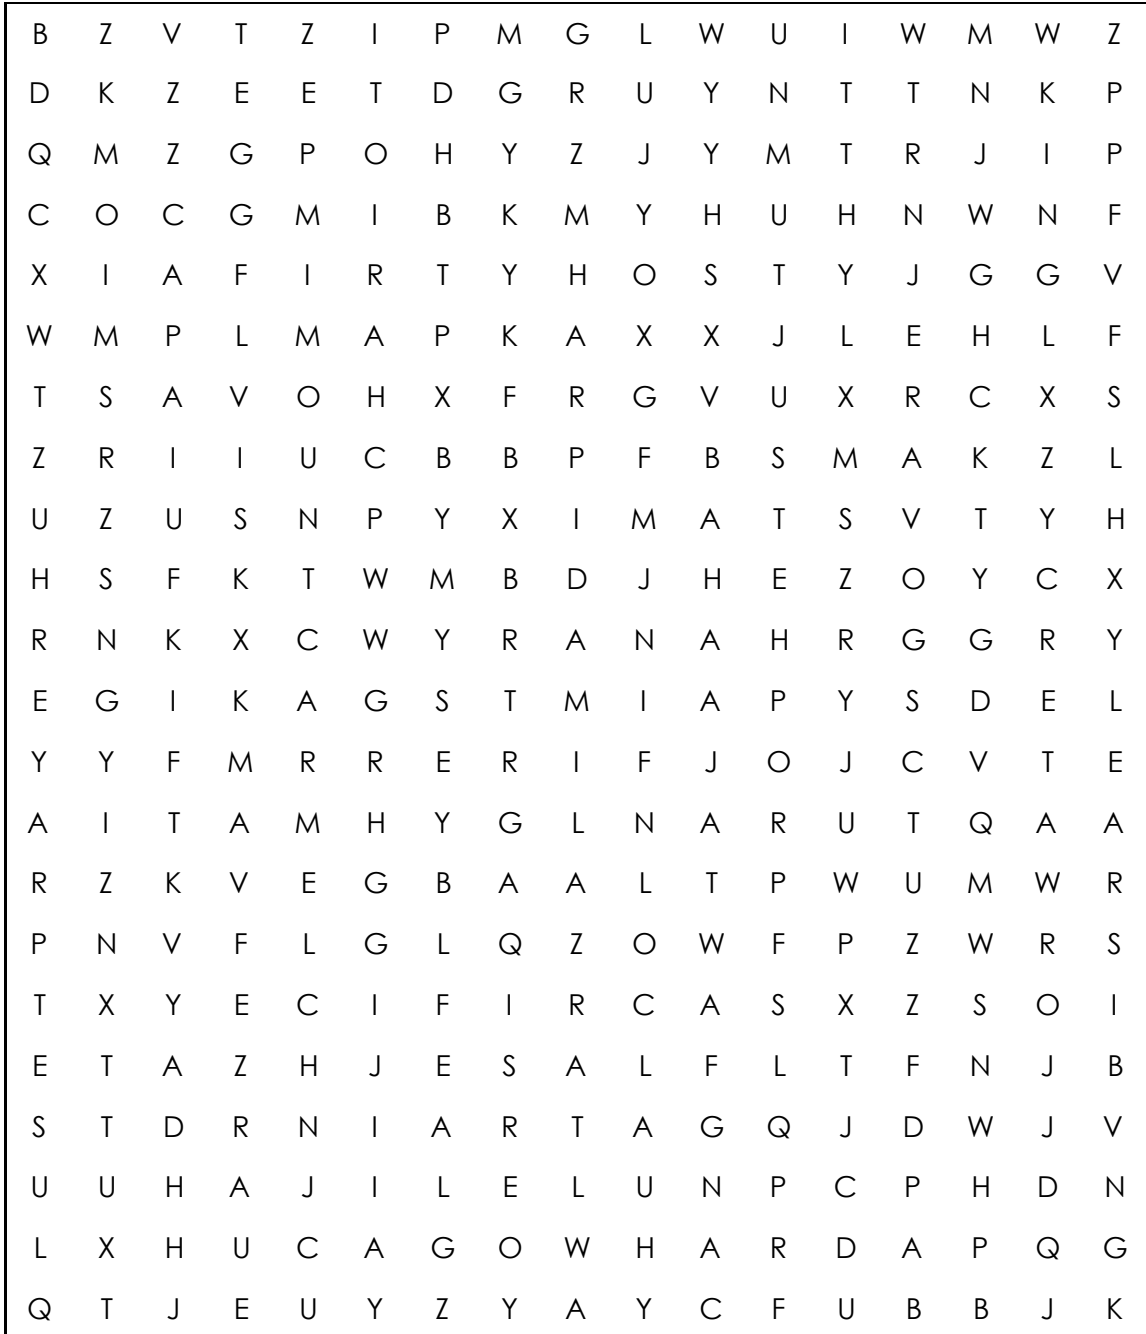 B Z V T Z I P M G L W U I W M W Z
D K Z E E T D G R U Y N T T N K P
Q M Z G P O H Y Z J Y M T R J I P
C O C G M I B K M Y H U H N W N F
X I A F I R T Y H O S T Y J G G V
W M P L M A P K A X X J L E H L F
T S A V O H X F R G V U X R C X S
Z R I I U C B B P F B S M A K Z L
U Z U S N P Y X I M A T S V T Y H
H S F K T W M B D J H E Z O Y C X
R N K X C W Y R A N A H R G G R Y
E G I K A G S T M I A P Y S D E L
Y Y F M R R E R I F J O J C V T E
A I T A M H Y G L N A R U T Q A A
R Z K V E G B A A L T P W U M W R
P N V F L G L Q Z O W F P Z W R S
T X Y E C I F I R C A S X Z S O I
E T A Z H J E S A L F L T F N J B
S T D R N I A R T A G Q J D W J V
U U H A J I L E L U N P C P H D N
L X H U C A G O W H A R D A P Q G
Q T J E U Y Z Y A Y C F U B B J K